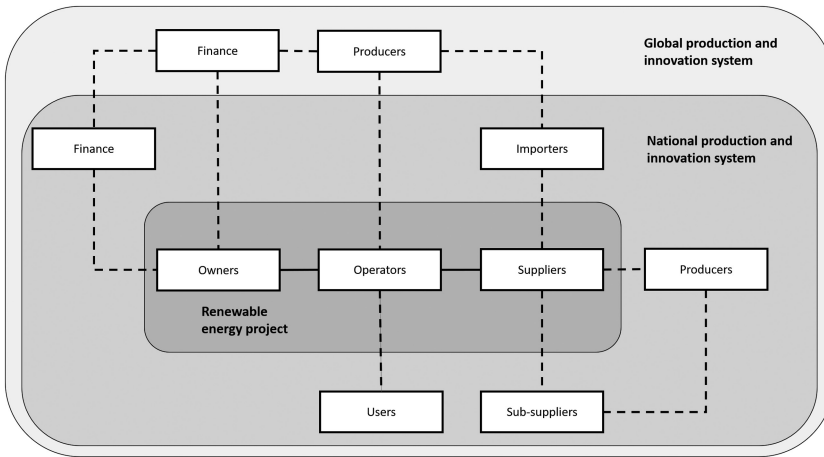 Finance
Producers
Global production and
innovation system
Finance
Importers
National production and
innovation system
Owners
Operators
Suppliers
Producers
Renewable
energy project
Users
Sub-suppliers